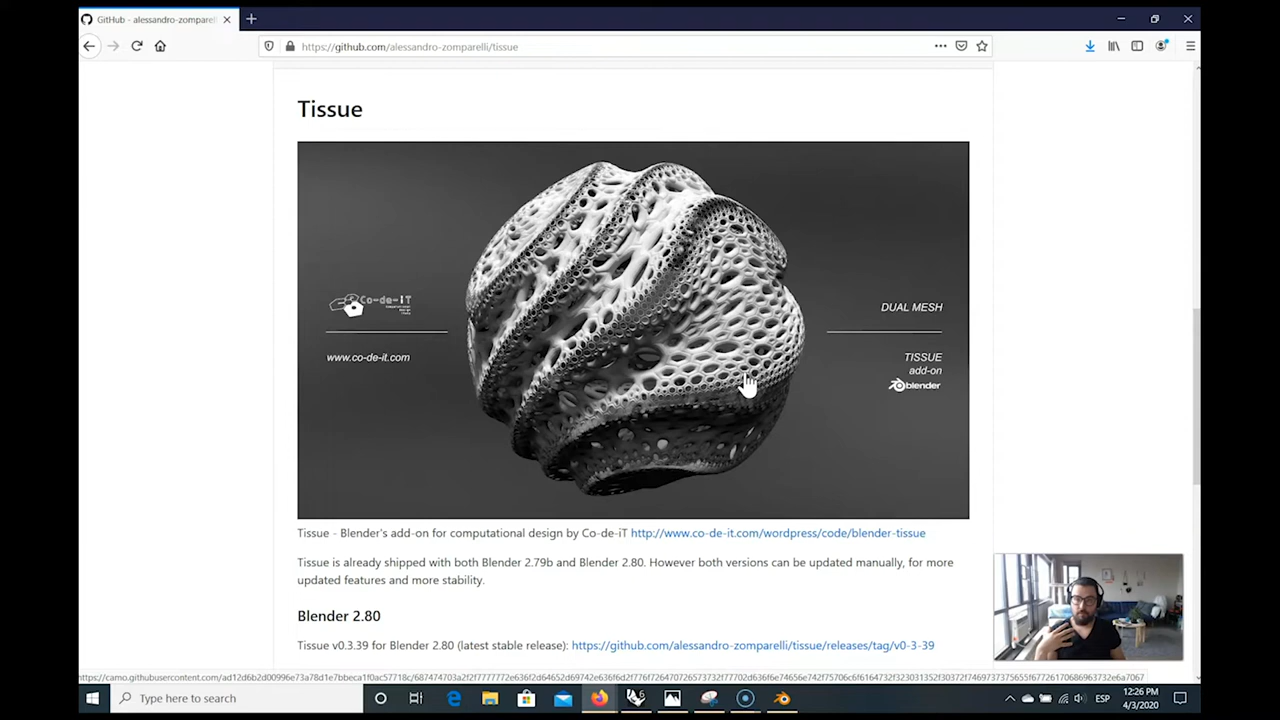 GitHub - alessandro-zomparel
https://github.com/alessandro-zomparelli/tissue
Tissue
Co-de-iT
www.co-de-it.com
DUAL MESH
TISSUE
add-on
blender
Tissue - Blender's add-on for computational design by Co-de-iT http://www.co-de-it.com/wordpress/code/blender-tissue
Tissue is already shipped with both Blender 2.79b and Blender 2.80. However both versions can be updated manually, for more
updated features and more stability.
Blender 2.80
Tissue v0.3.39 for Blender 2.80 (latest stable release): https://github.com/alessandro-zomparelli/tissue/releases/tag/v0-3-39
Type here to search
ESP
12:26 PM
4/3/2020